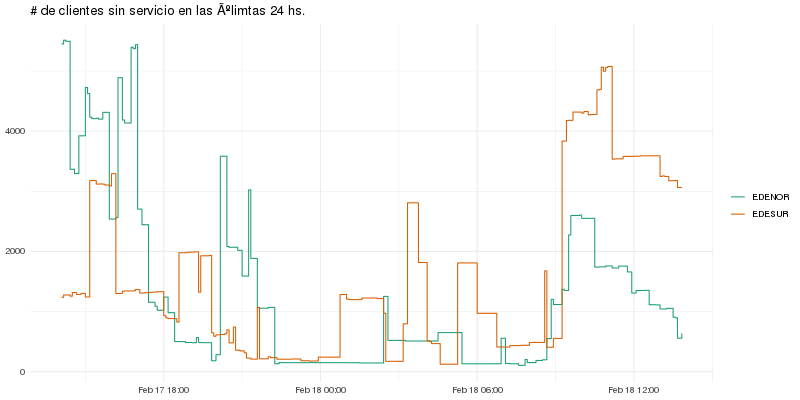 # de clientes sin servicio en las Ãºlimtas 24 hs.
4000
2000
0
Feb 17 18:00
Feb 18 00:00
Feb 18 06:00
Feb 18 12:00
EDENOR
EDESUR